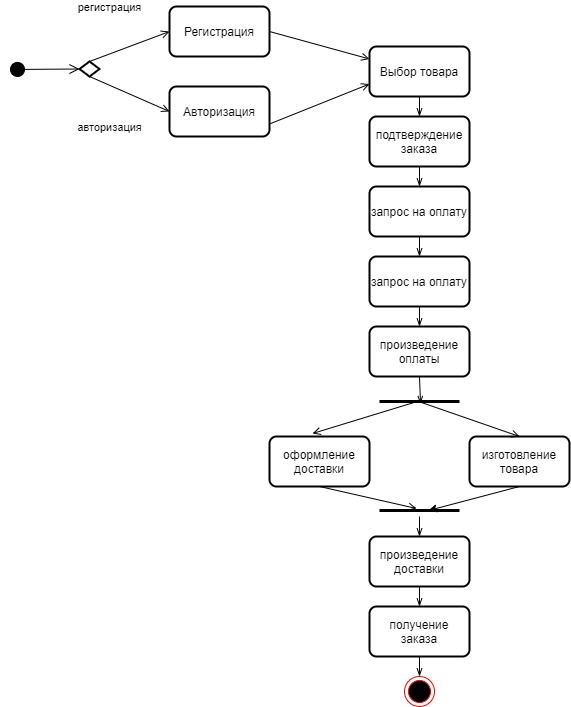 регистрация
Регистрация
Авторизация
авторизация
Выбор товара
подтверждение
заказа
запрос на оплату
запрос на оплату
произведение
оплаты
оформление
доставки
изготовление
товара
произведение
доставки
получение
заказа